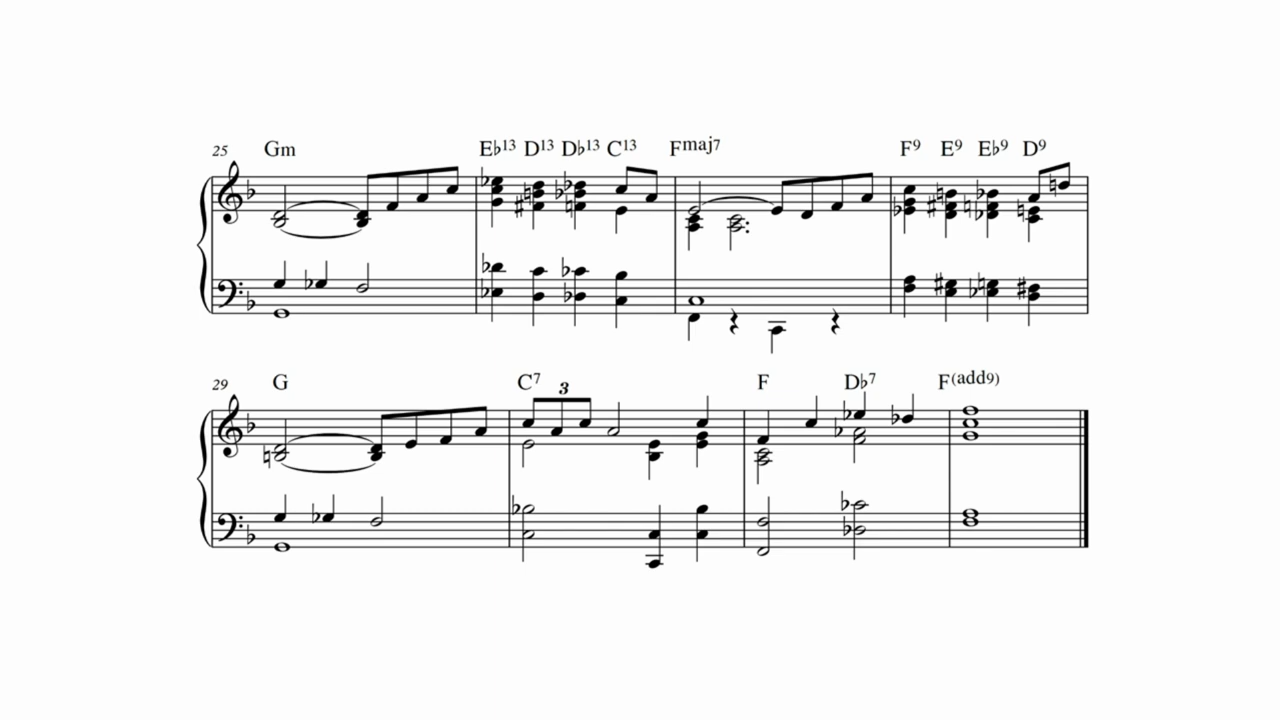 25 Gm E♭13 D13 D♭13 C13 Fmaj7 F9 E9 E♭9 D9
29 G C7 3 F D♭7 F(add9)